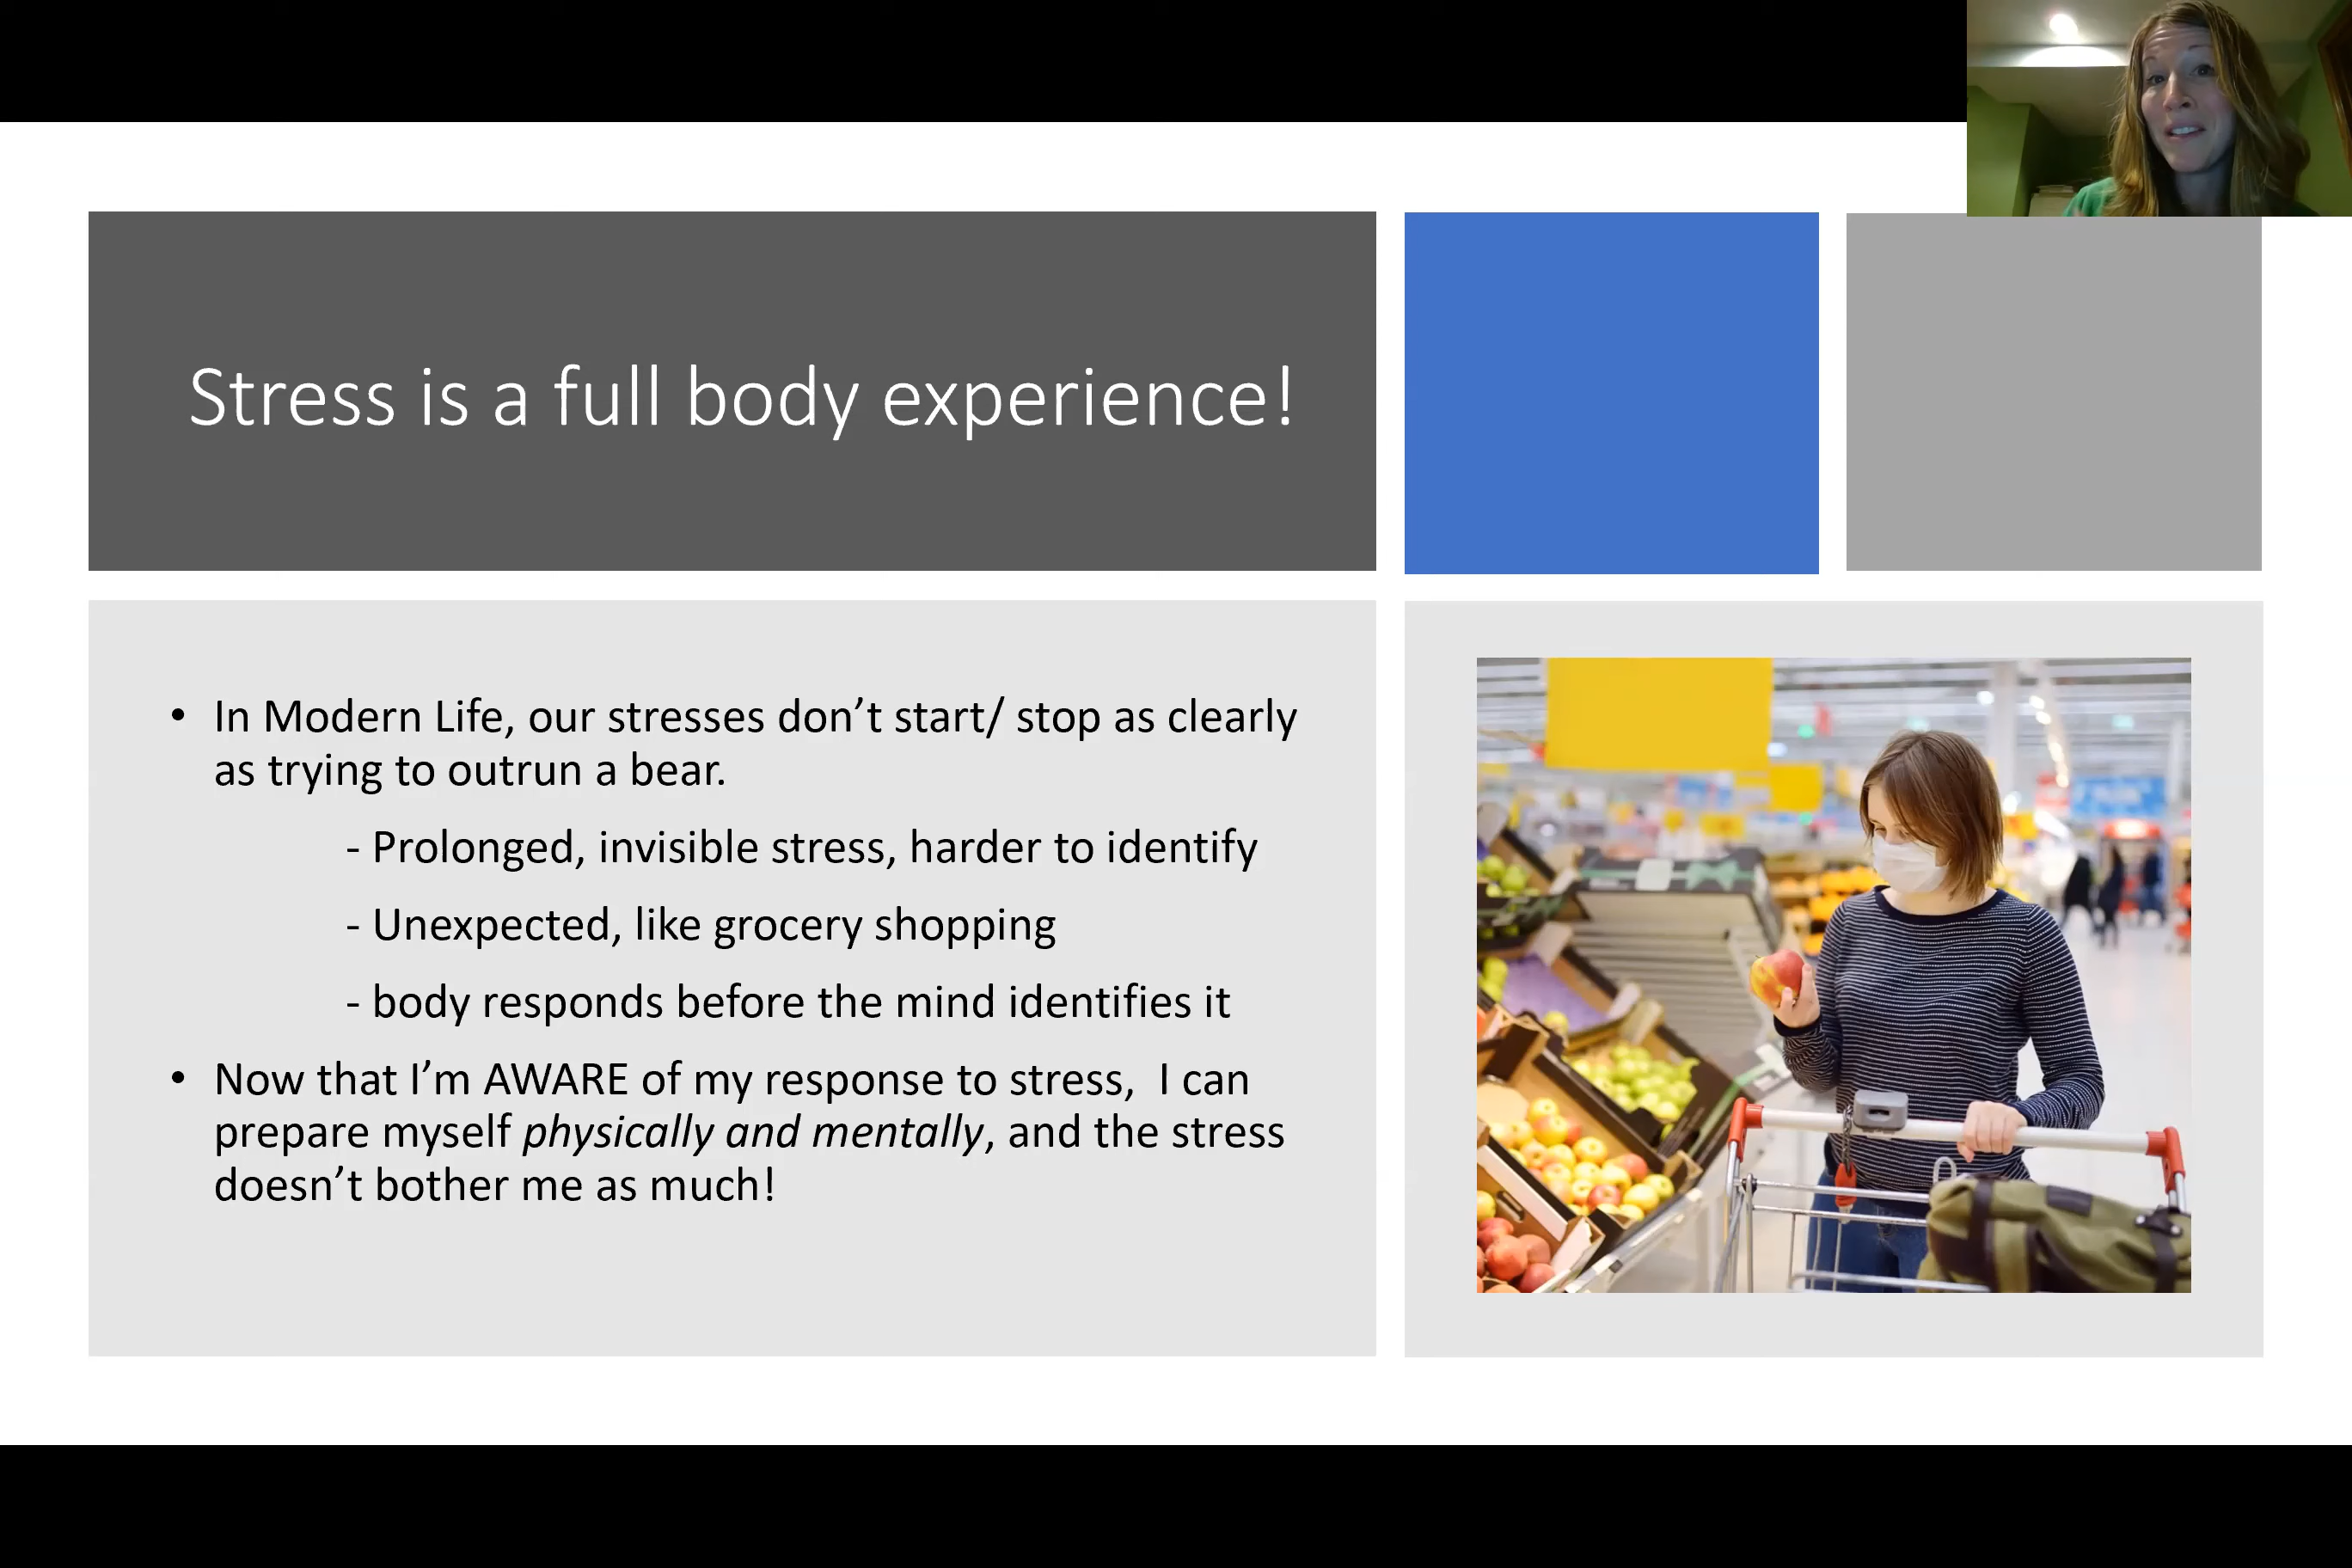 Stress is a full body experience!
• In Modern Life, our stresses don’t start/ stop as clearly
as trying to outrun a bear.
- Prolonged, invisible stress, harder to identify
- Unexpected, like grocery shopping
- body responds before the mind identifies it
• Now that I’m AWARE of my response to stress,  I can
prepare myself physically and mentally, and the stress
doesn’t bother me as much!